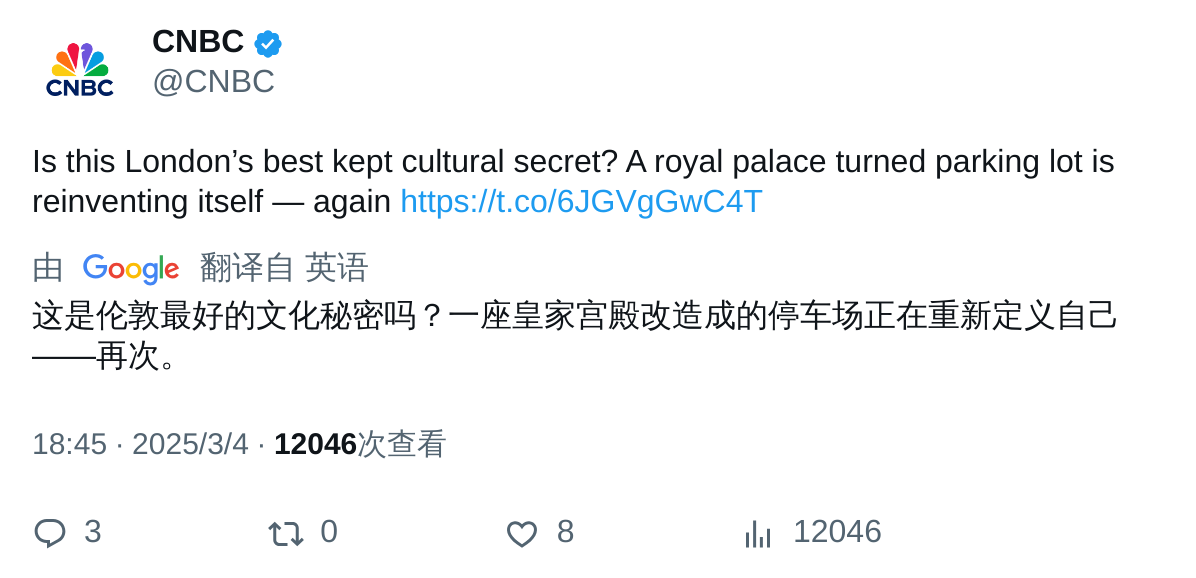 CNBC
CNBC
@CNBC
Is this London’s best kept cultural secret? A royal palace turned parking lot is
reinventing itself — again https://t.co/6JGVgGwC4T
由 Google 翻译自 英语
这是伦敦最好的文化秘密吗？一座皇家宫殿改造成的停车场正在重新定义自己
——再次。
18:45 · 2025/3/4 · 12046次查看
3 0 8 12046